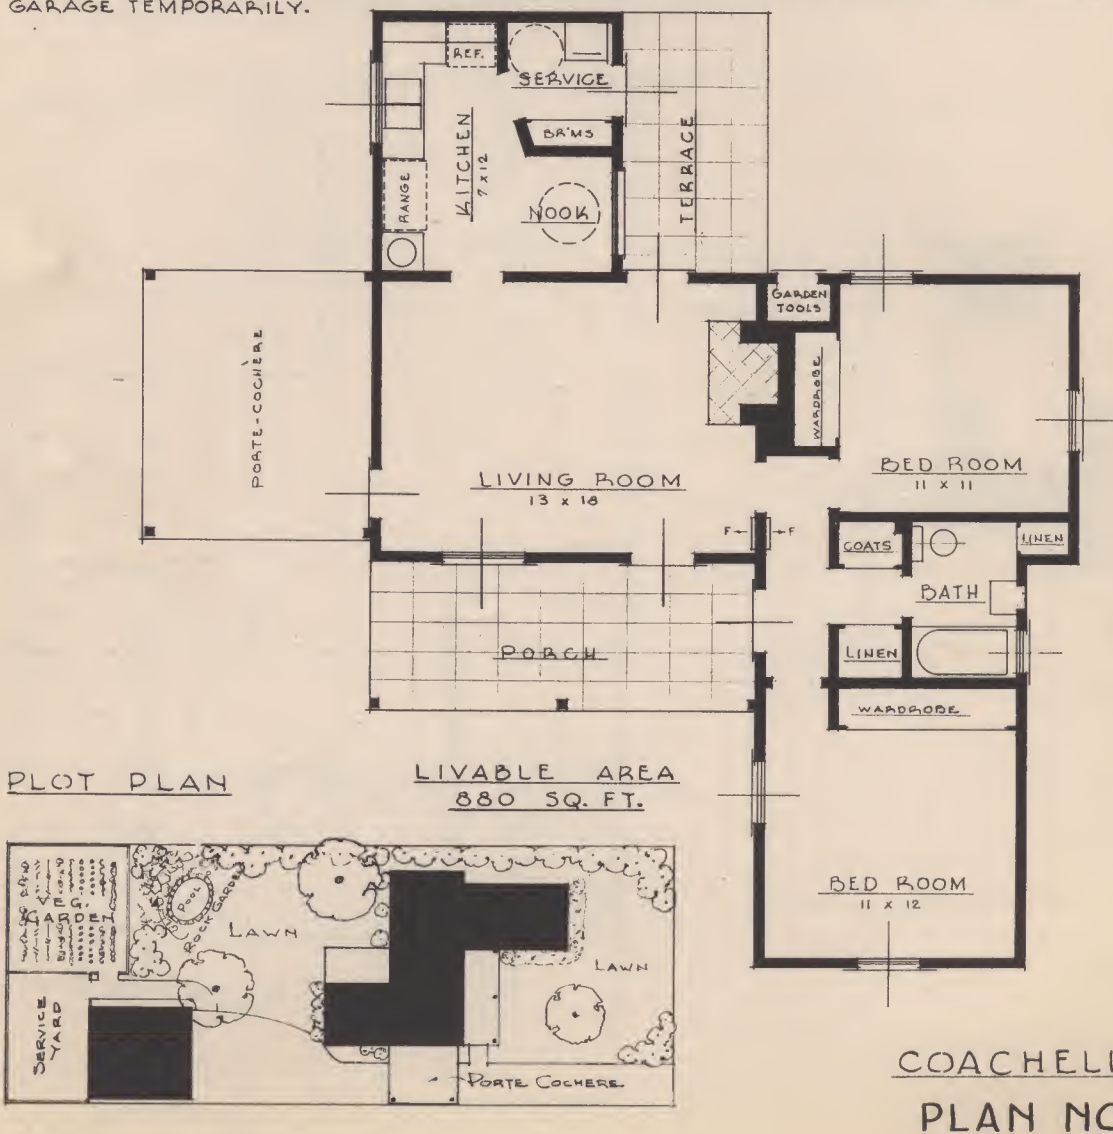 GARAGE TEMPORARILY.
REF.
SERVICE
BR'MS
KITCHEN
7 x 12
RANGE
NOOK
TERRACE
GARDEN
TOOLS
PORTE-COCHÈRE
WARDROBE
LIVING ROOM
13 x 18
BED ROOM
11 x 11
F
F
COATS
LINEN
BATH
PORCH
LINEN
WARDROBE
PLOT PLAN
LIVABLE AREA
880 SQ. FT.
BED ROOM
11 x 12
VEG.
GARDEN
POOL
ROCK GARDEN
LAWN
LAWN
SERVICE
YARD
PORTE COCHERE
COACHELL
PLAN NO